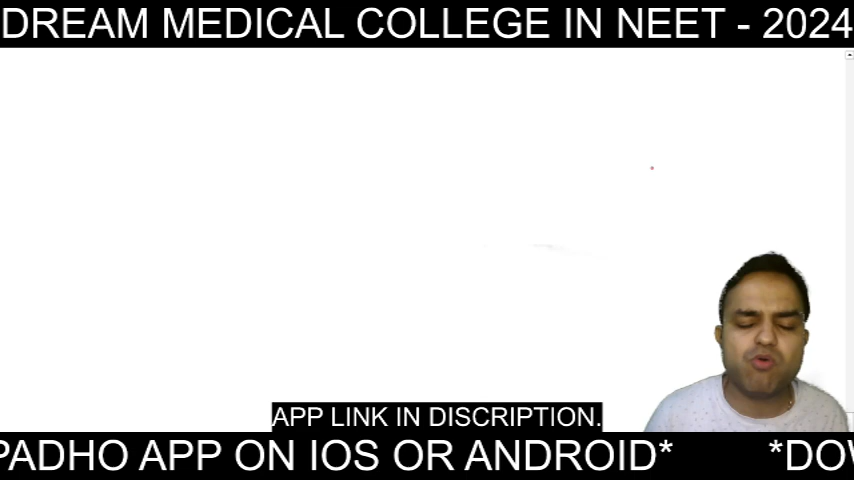 DREAM MEDICAL COLLEGE IN NEET - 2024
APP LINK IN DISCRIPTION.
PADHO APP ON IOS OR ANDROID* *DOW